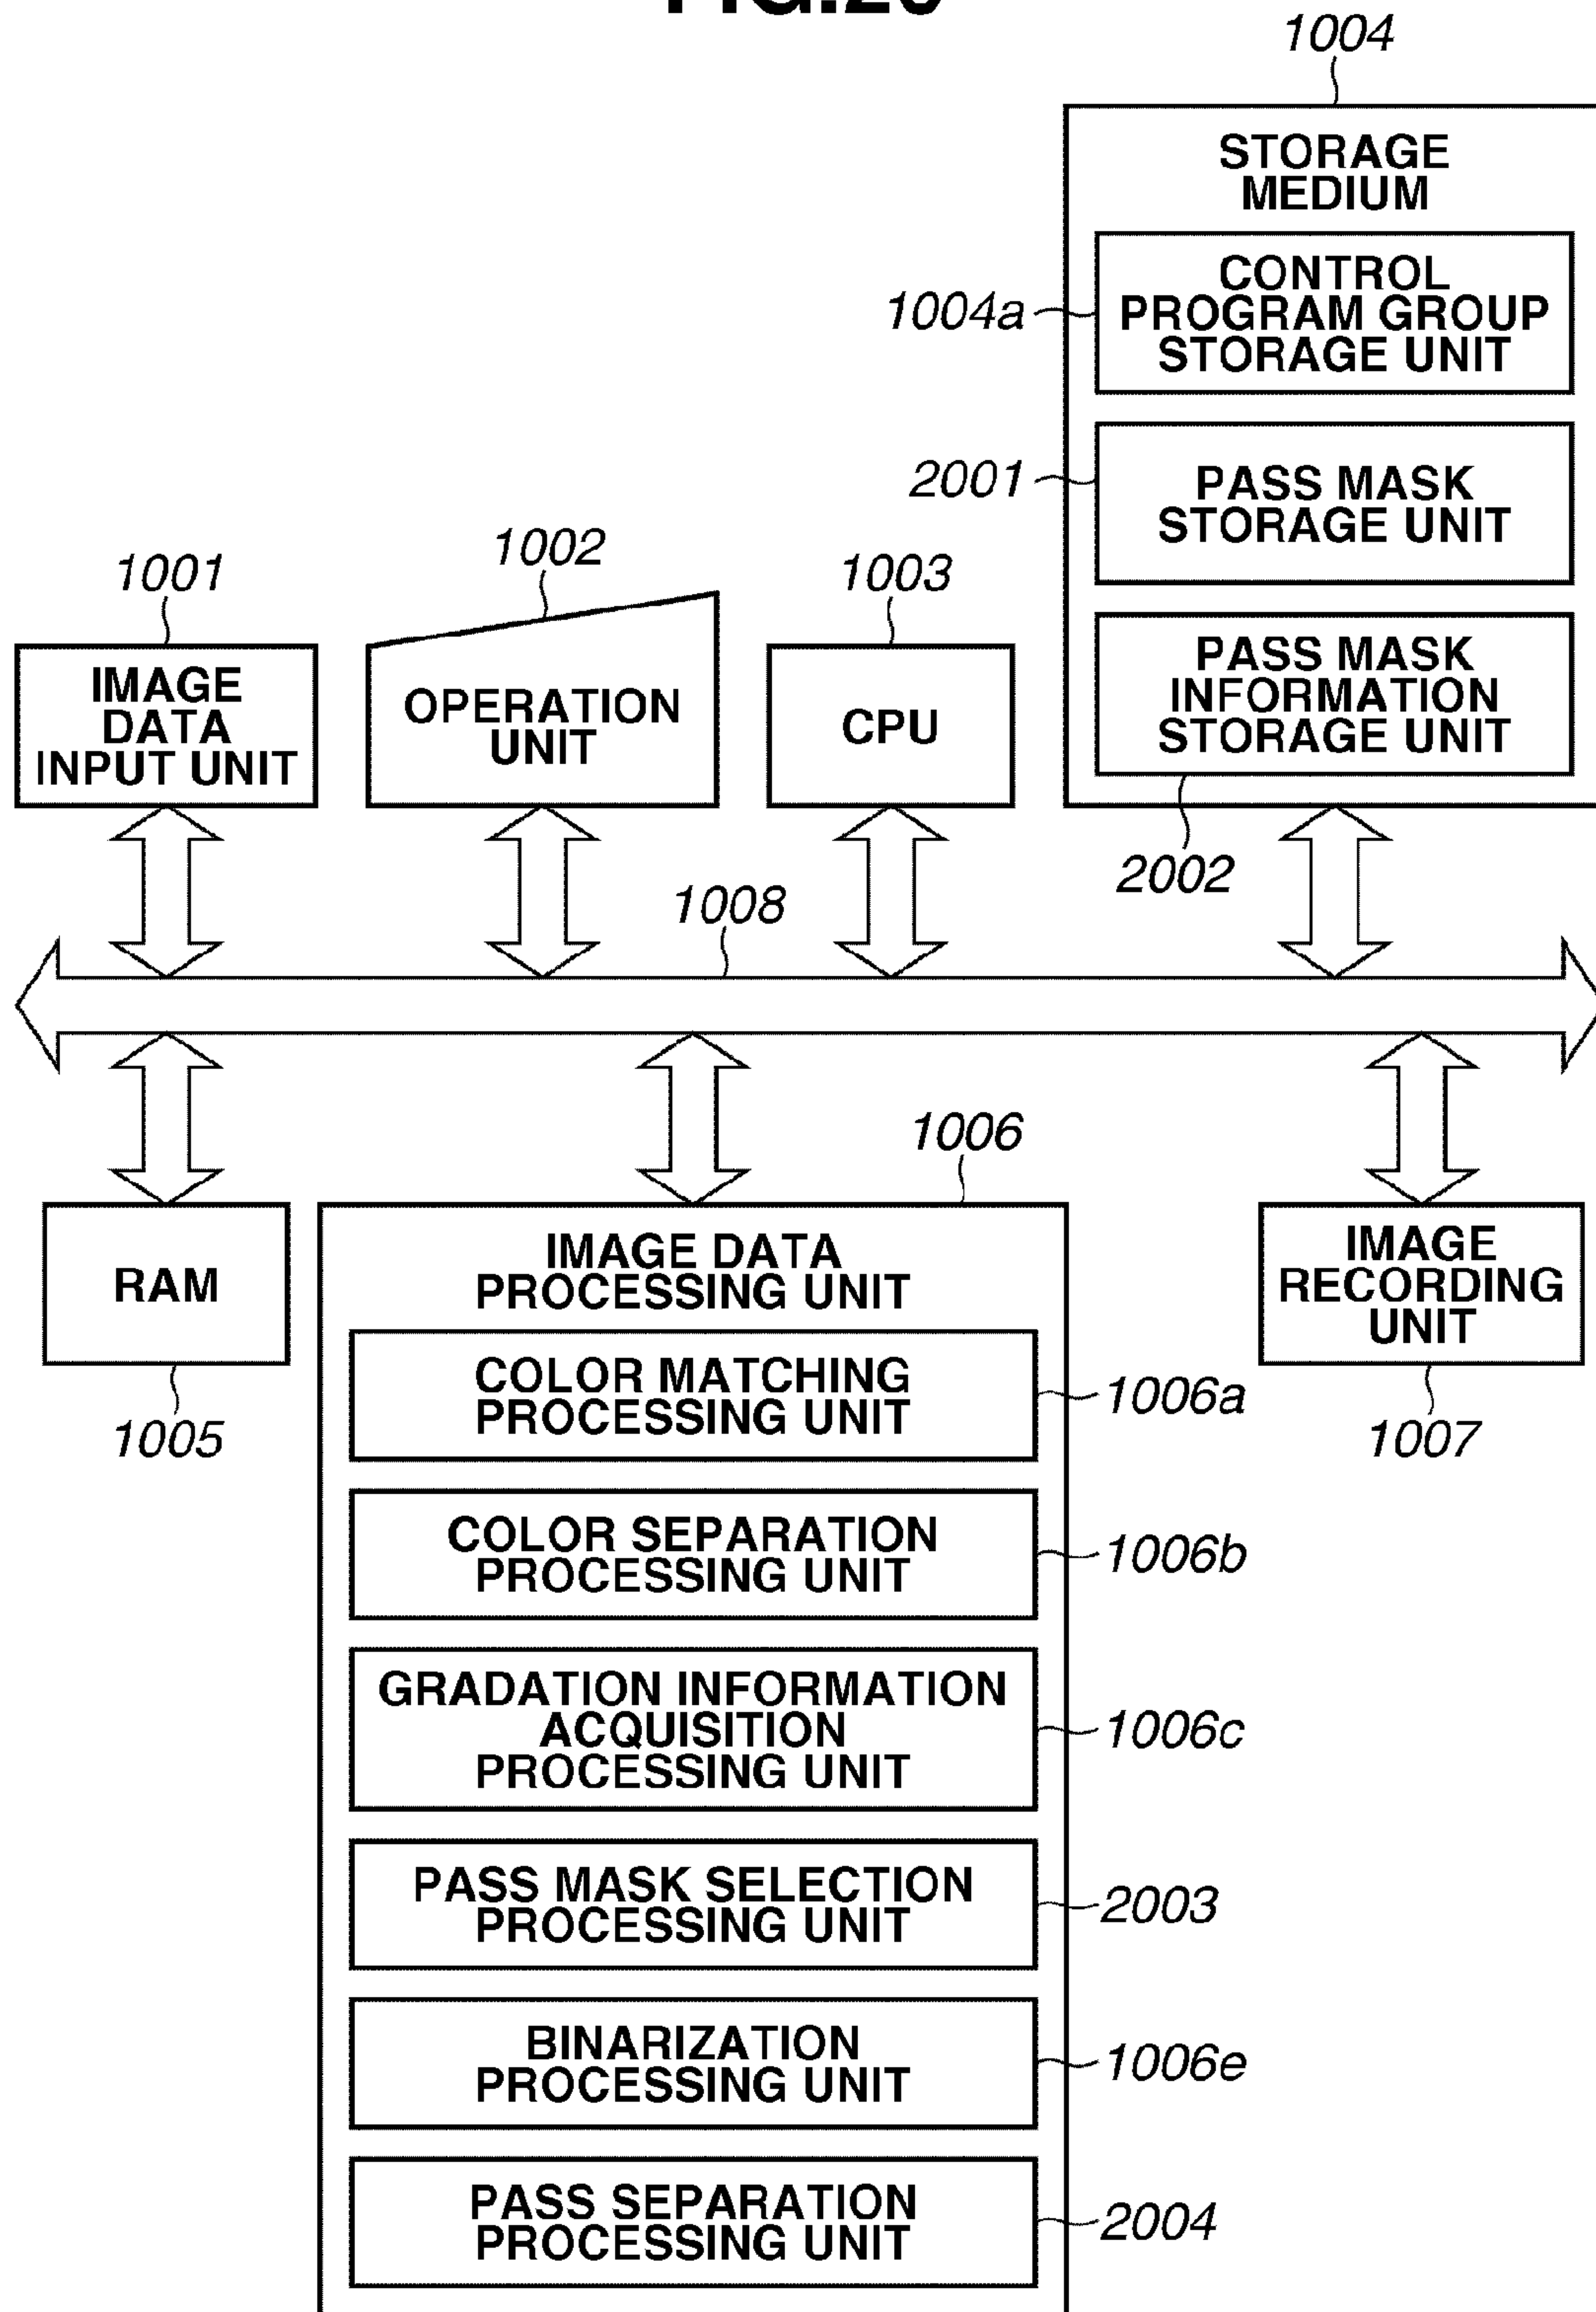 1004
STORAGE
MEDIUM
CONTROL
PROGRAM GROUP
STORAGE UNIT
1004a
PASS MASK
STORAGE UNIT
2001
PASS MASK
INFORMATION
STORAGE UNIT
2002
1001
IMAGE
DATA
INPUT UNIT
1002
OPERATION
UNIT
1003
CPU
1008
RAM
1005
1006
IMAGE DATA
PROCESSING UNIT
COLOR MATCHING
PROCESSING UNIT
1006a
COLOR SEPARATION
PROCESSING UNIT
1006b
GRADATION INFORMATION
ACQUISITION
PROCESSING UNIT
1006c
PASS MASK SELECTION
PROCESSING UNIT
2003
BINARIZATION
PROCESSING UNIT
1006e
PASS SEPARATION
PROCESSING UNIT
2004
IMAGE
RECORDING
UNIT
1007